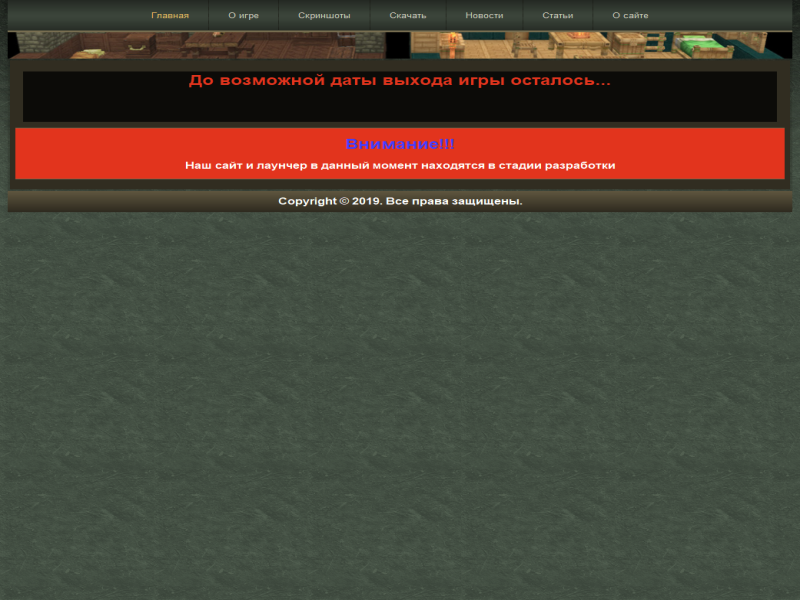 Главная
О игре
Скриншоты
Скачать
Новости
Статьи
О сайте
До возможной даты выхода игры осталось...
Внимание!!!
Наш сайт и лаунчер в данный момент находятся в стадии разработки
Copyright © 2019. Все права защищены.